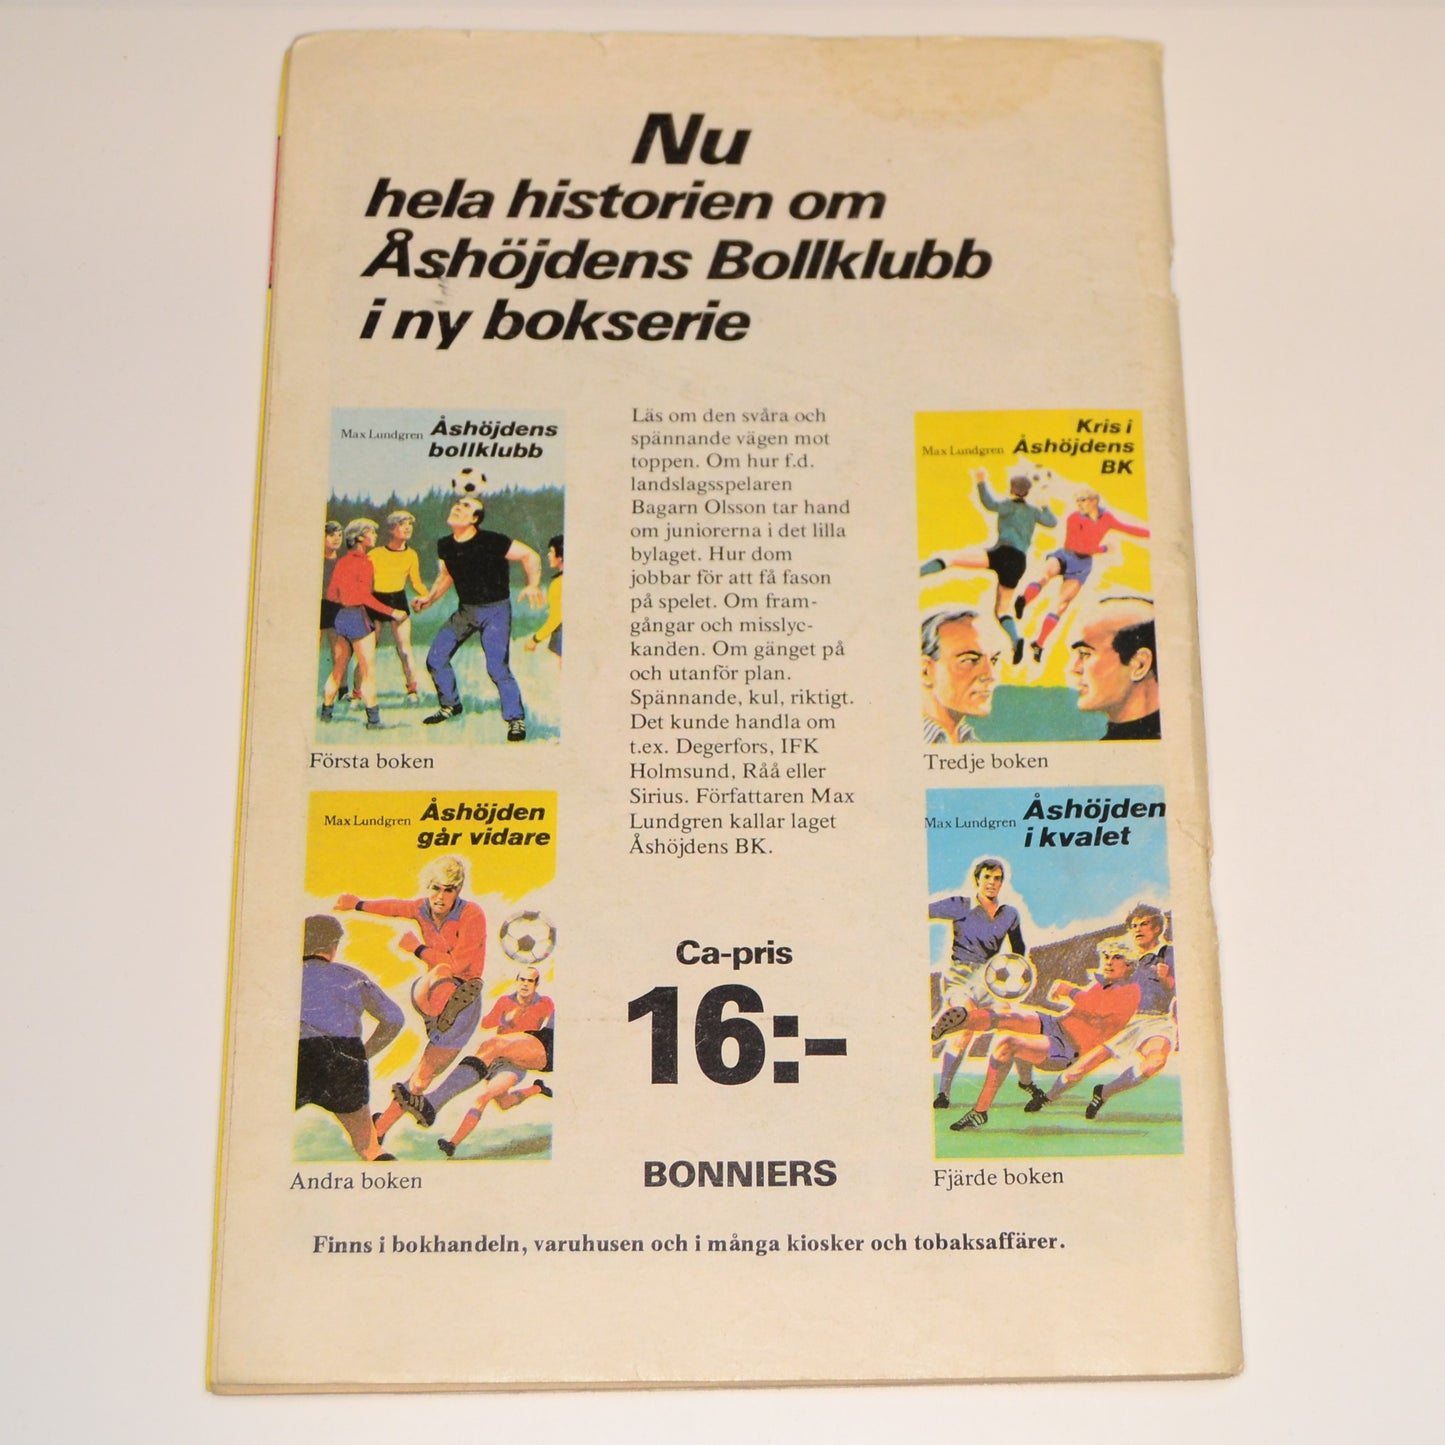 Nu
hela historien om
Åshöjdens Bollklubb
i ny bokserie
Max Lundgren Åshöjdens
bollklubb
Första boken
Max Lundgren Åshöjden
går vidare
Andra boken
Läs om den svåra och
spännande vägen mot
toppen. Om hur f.d.
landslagsspelaren
Bagarn Olsson tar hand
om juniorerna i det lilla
bylaget. Hur dom
jobbar för att få fason
på spelet. Om fram-
gångar och misslyc-
kanden. Om gänget på
och utanför plan.
Spännande, kul, riktigt.
Det kunde handla om
t.ex. Degerfors, IFK
Holmsund, Råå eller
Sirius. Författaren Max
Lundgren kallar laget
Åshöjdens BK.
Ca-pris
16:-
BONNIERS
Kris i
Max Lundgren Åshöjdens
BK
Tredje boken
Max Lundgren Åshöjden
i kvalet
Fjärde boken
Finns i bokhandeln, varuhusen och i många kiosker och tobaksaffärer.